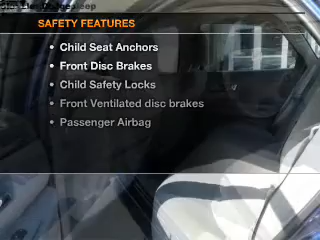 SAFETY FEATURES
• Child Seat Anchors
• Front Disc Brakes
• Child Safety Locks
• Front Ventilated disc brakes
• Passenger Airbag